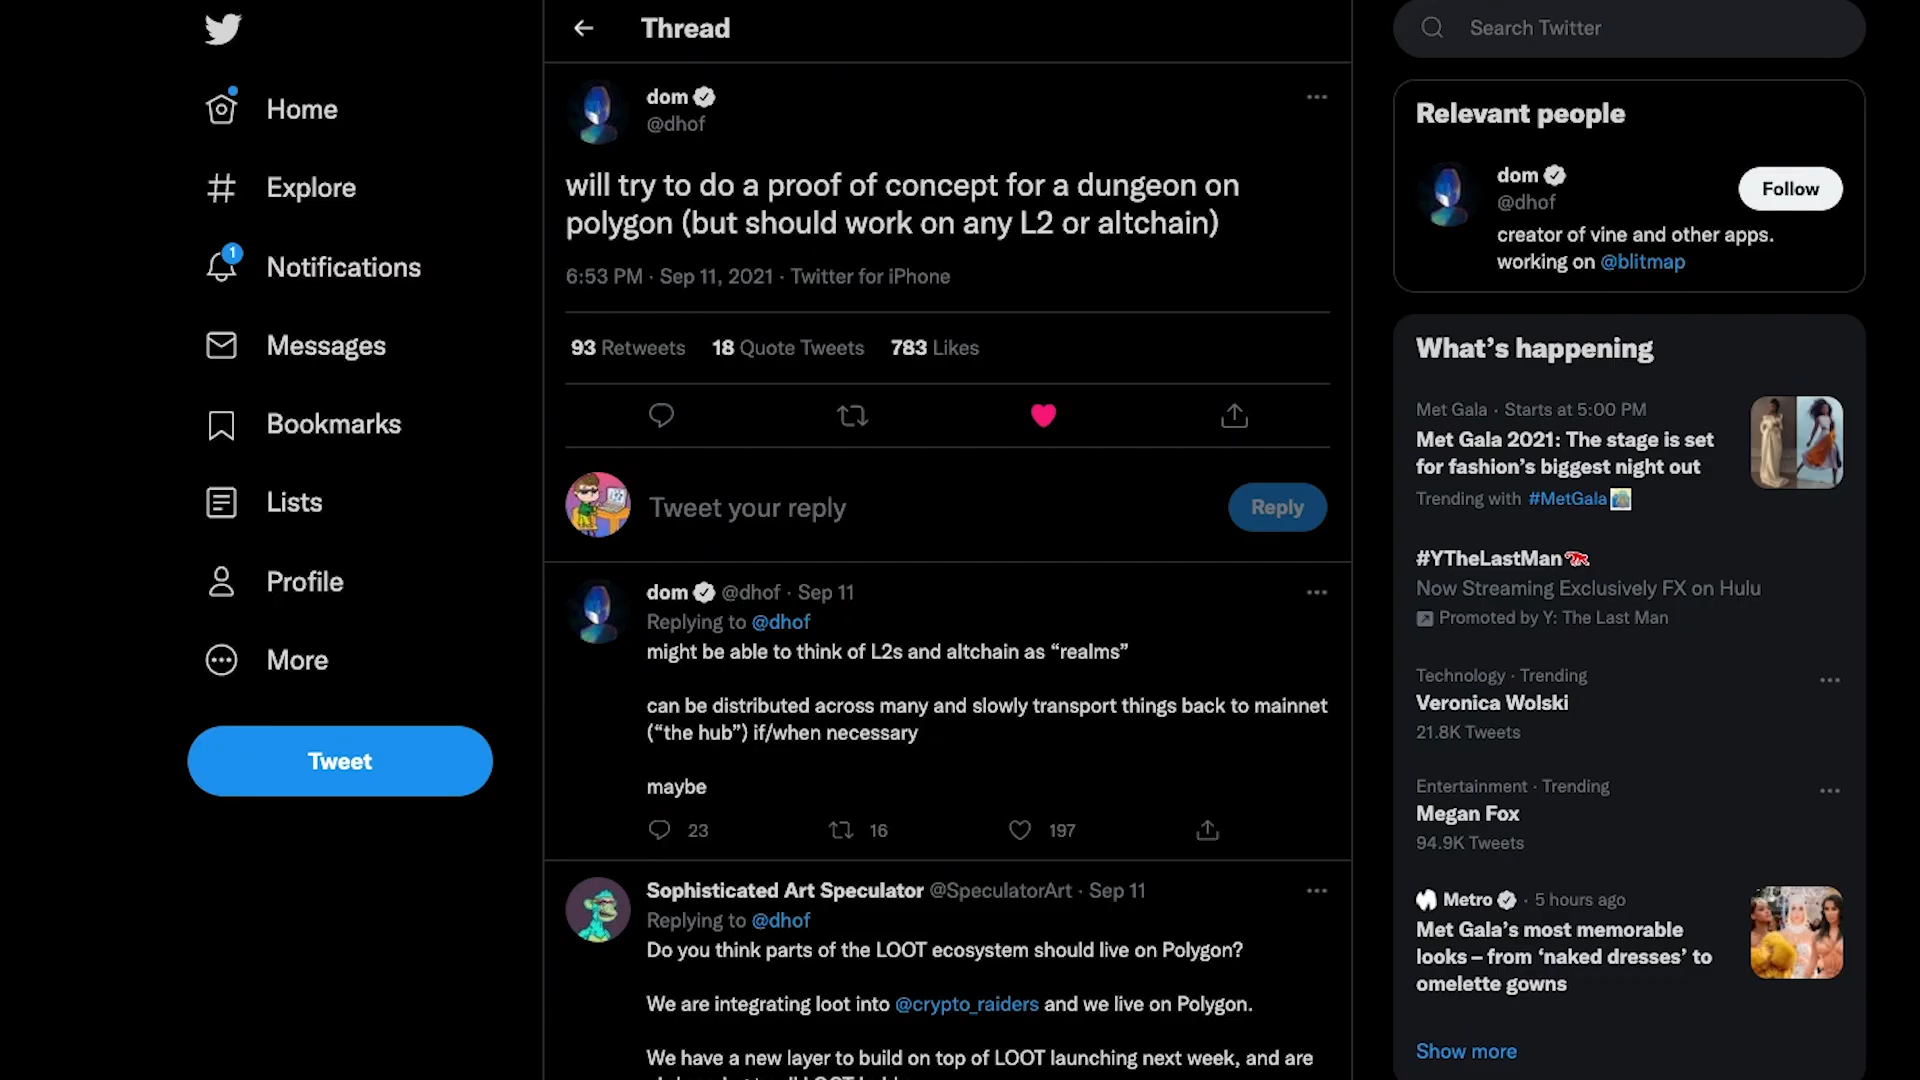 Home
Explore
1
Notifications
Messages
Bookmarks
Lists
Profile
More
Tweet
Thread
dom
@dhof
will try to do a proof of concept for a dungeon on
polygon (but should work on any L2 or altchain)
6:53 PM · Sep 11, 2021 · Twitter for iPhone
93 Retweets 18 Quote Tweets 783 Likes
Tweet your reply
Reply
dom @dhof · Sep 11
Replying to @dhof
might be able to think of L2s and altchain as “realms”
can be distributed across many and slowly transport things back to mainnet
(“the hub”) if/when necessary
maybe
23 16 197
Sophisticated Art Speculator @SpeculatorArt · Sep 11
Replying to @dhof
Do you think parts of the LOOT ecosystem should live on Polygon?
We are integrating loot into @crypto_raiders and we live on Polygon.
We have a new layer to build on top of LOOT launching next week, and are
Search Twitter
Relevant people
dom
@dhof
Follow
creator of vine and other apps.
working on @blitmap
What’s happening
Met Gala · Starts at 5:00 PM
Met Gala 2021: The stage is set
for fashion’s biggest night out
Trending with #MetGala
#YTheLastMan
Now Streaming Exclusively FX on Hulu
Promoted by Y: The Last Man
Technology · Trending
Veronica Wolski
21.8K Tweets
Entertainment · Trending
Megan Fox
94.9K Tweets
Metro · 5 hours ago
Met Gala’s most memorable
looks – from ‘naked dresses’ to
omelette gowns
Show more